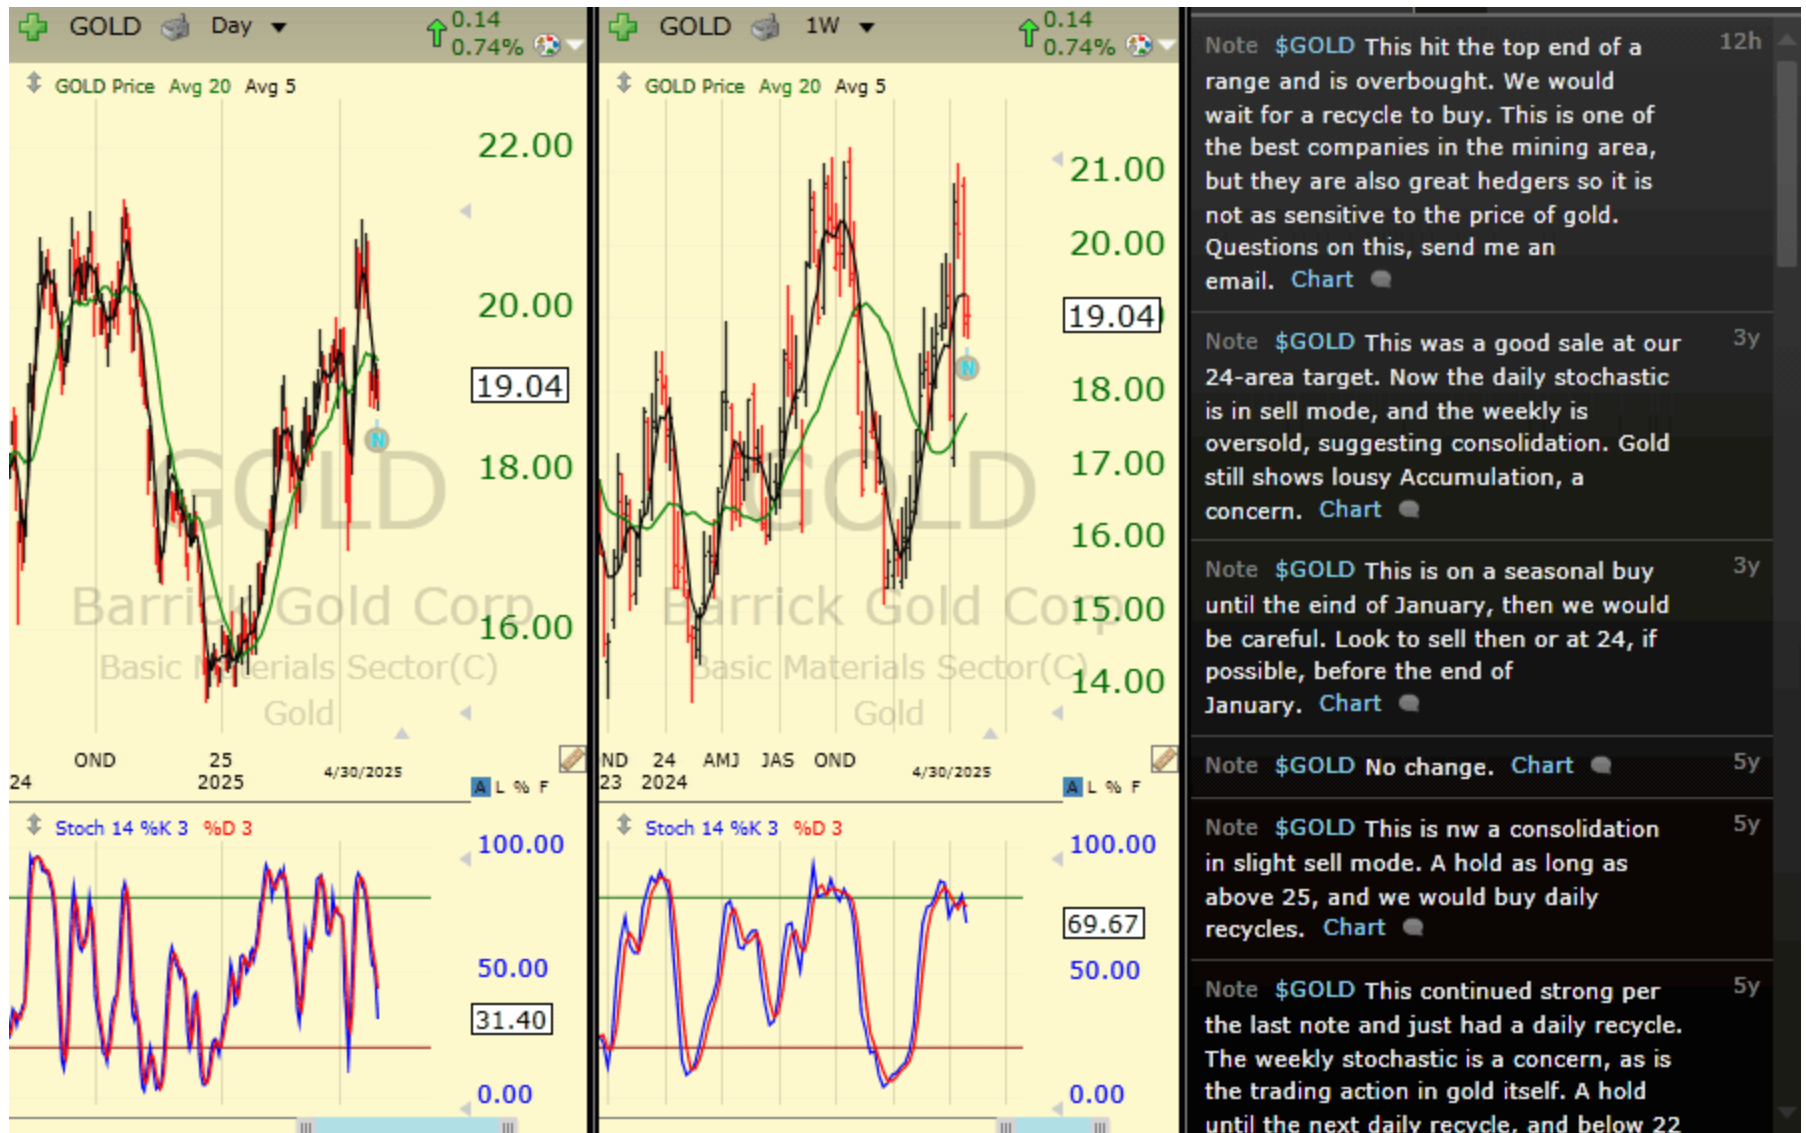 GOLD Day 0.14
0.74%
GOLD Price Avg 20 Avg 5
22.00
20.00
19.04
N
18.00
GOLD
16.00
Barrick Gold Corp
Basic Materials Sector(C)
Gold
OND 25
24 2025 4/30/2025
A L % F
Stoch 14 %K 3 %D 3
100.00
50.00
31.40
0.00
GOLD 1W 0.14
0.74%
GOLD Price Avg 20 Avg 5
21.00
20.00
19.04
N
18.00
17.00
GOLD
16.00
Barrick Gold Corp
15.00
Basic Materials Sector(C)
14.00
Gold
ND 24 AMJ JAS OND
23 2024 4/30/2025
A L % F
Stoch 14 %K 3 %D 3
100.00
69.67
50.00
0.00
Note $GOLD This hit the top end of a 12h
range and is overbought. We would
wait for a recycle to buy. This is one of
the best companies in the mining area,
but they are also great hedgers so it is
not as sensitive to the price of gold.
Questions on this, send me an
email. Chart
Note $GOLD This was a good sale at our 3y
24-area target. Now the daily stochastic
is in sell mode, and the weekly is
oversold, suggesting consolidation. Gold
still shows lousy Accumulation, a
concern. Chart
Note $GOLD This is on a seasonal buy 3y
until the eind of January, then we would
be careful. Look to sell then or at 24, if
possible, before the end of
January. Chart
Note $GOLD No change. Chart 5y
Note $GOLD This is nw a consolidation 5y
in slight sell mode. A hold as long as
above 25, and we would buy daily
recycles. Chart
Note $GOLD This continued strong per 5y
the last note and just had a daily recycle.
The weekly stochastic is a concern, as is
the trading action in gold itself. A hold
until the next daily recycle, and below 22